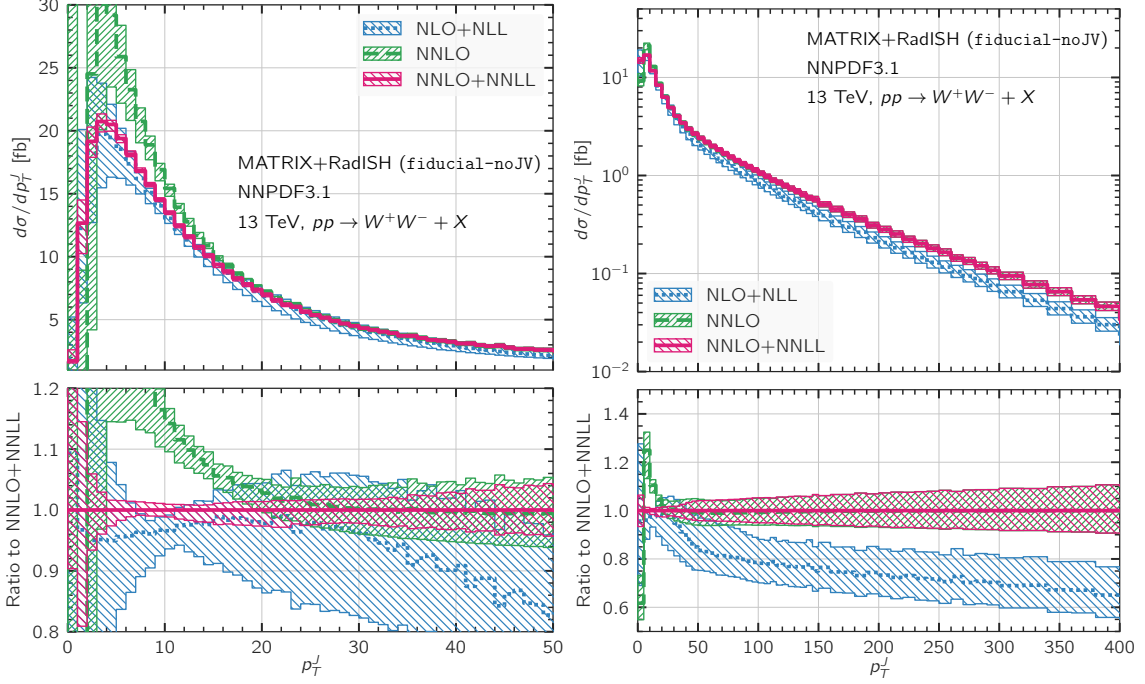 30
25
20
15
10
5
dσ/dp_T^J [fb]
NLO+NLL
NNLO
NNLO+NNLL
MATRIX+RadISH (fiducial-noJV)
NNPDF3.1
13 TeV, pp → W⁺W⁻ + X
1.2
1.1
1.0
0.9
0.8
Ratio to NNLO+NNLL
0
10
20
30
40
50
p_T^J
10¹
10⁰
10⁻¹
10⁻²
dσ/dp_T^J [fb]
MATRIX+RadISH (fiducial-noJV)
NNPDF3.1
13 TeV, pp → W⁺W⁻ + X
NLO+NLL
NNLO
NNLO+NNLL
1.4
1.2
1.0
0.8
0.6
Ratio to NNLO+NNLL
0
50
100
150
200
250
300
350
400
p_T^J